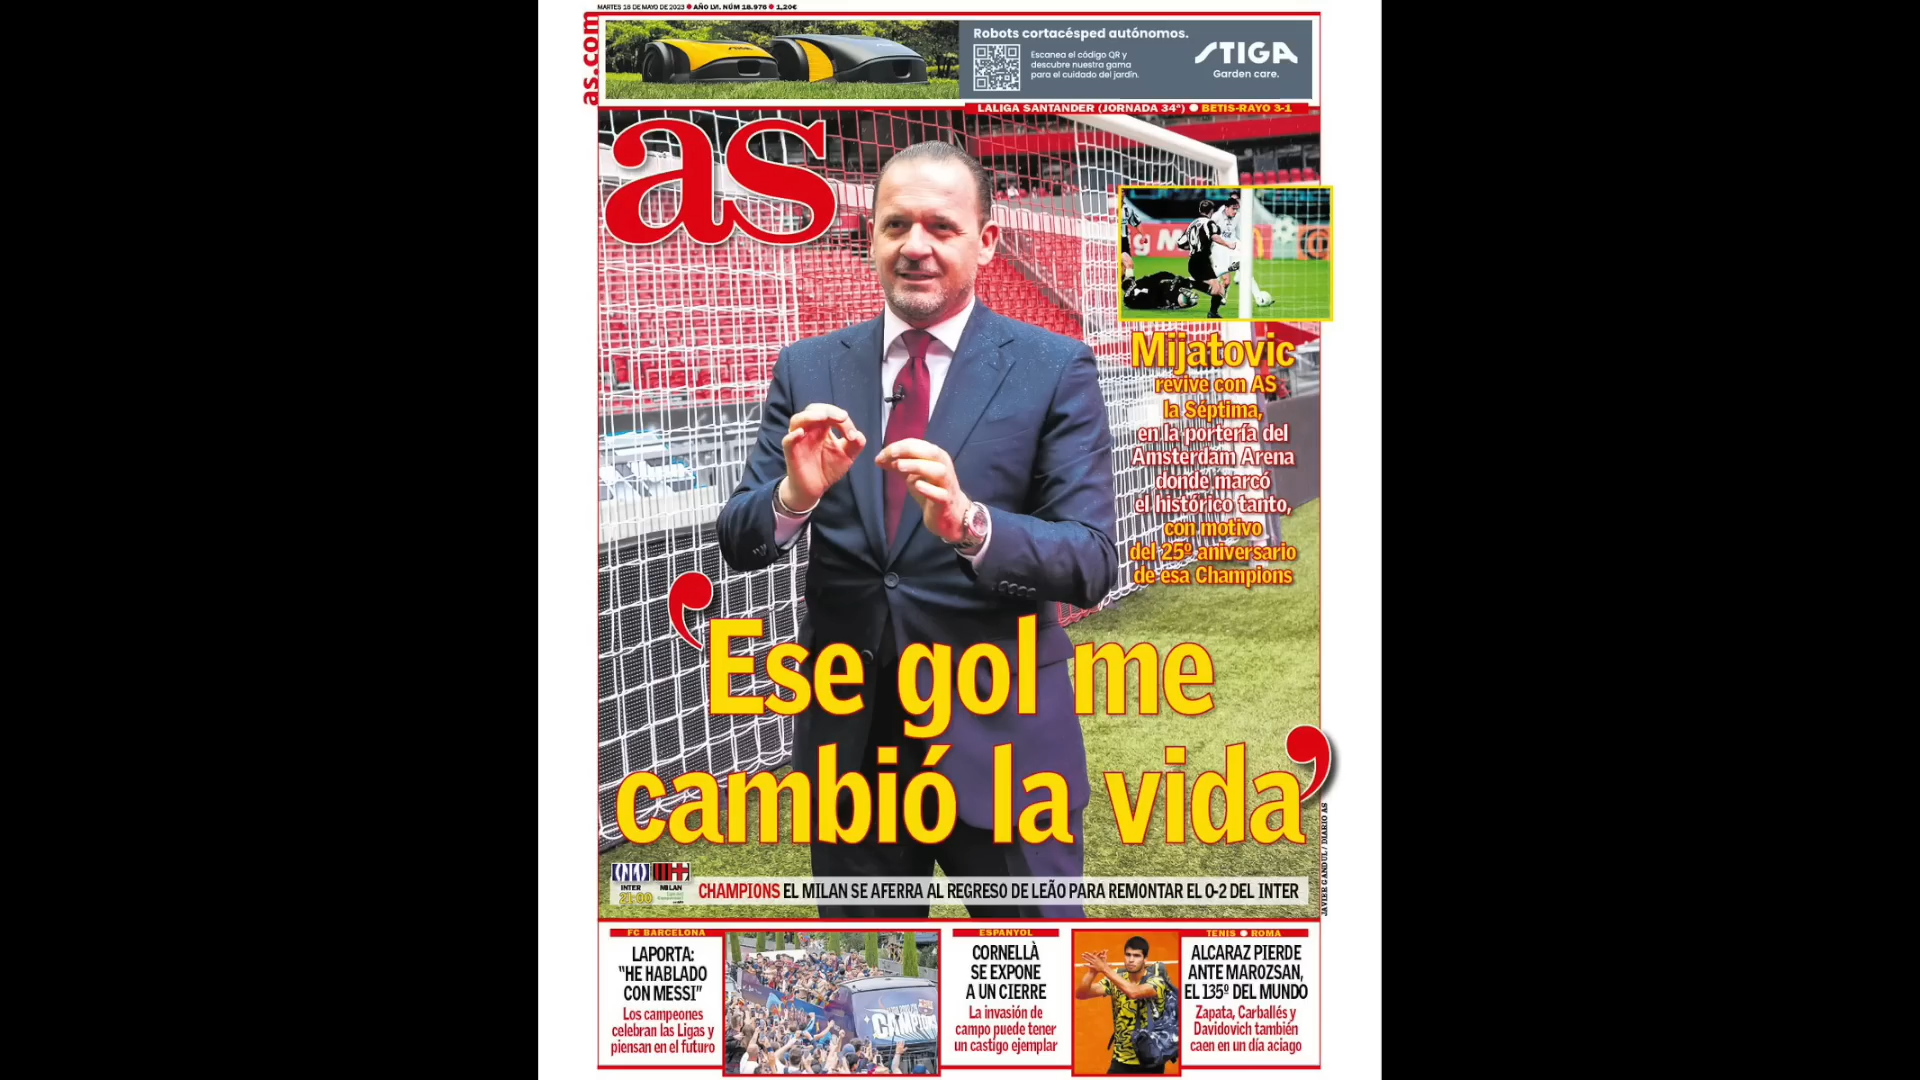 MARTES 16 DE MAYO DE 2023 ● AÑO LVI. NÚM 18.976 ● 1,20€
as.com
Robots cortacésped autónomos.
Escanea el código QR y
descubre nuestra gama
para el cuidado del jardín.
STIGA
Garden care.
LALIGA SANTANDER (JORNADA 34ª) ● BETIS-RAYO 3-1
as
Mijatovic
revive con AS
la Séptima,
en la portería del
Amsterdam Arena
donde marcó
el histórico tanto,
con motivo
del 25º aniversario
de esa Champions
‘Ese gol me
cambió la vida’
JAVIER GANDUL / DIARIO AS
INTER
MILAN
21:00
CHAMPIONS EL MILAN SE AFERRA AL REGRESO DE LEÃO PARA REMONTAR EL 0-2 DEL INTER
FC BARCELONA
LAPORTA:
“HE HABLADO
CON MESSI”
Los campeones
celebran las Ligas y
piensan en el futuro
CAMPIONS
ESPANYOL
CORNELLÀ
SE EXPONE
A UN CIERRE
La invasión de
campo puede tener
un castigo ejemplar
TENIS ● ROMA
ALCARAZ PIERDE
ANTE MAROZSAN,
EL 135º DEL MUNDO
Zapata, Carballés y
Davidovich también
caen en un día aciago